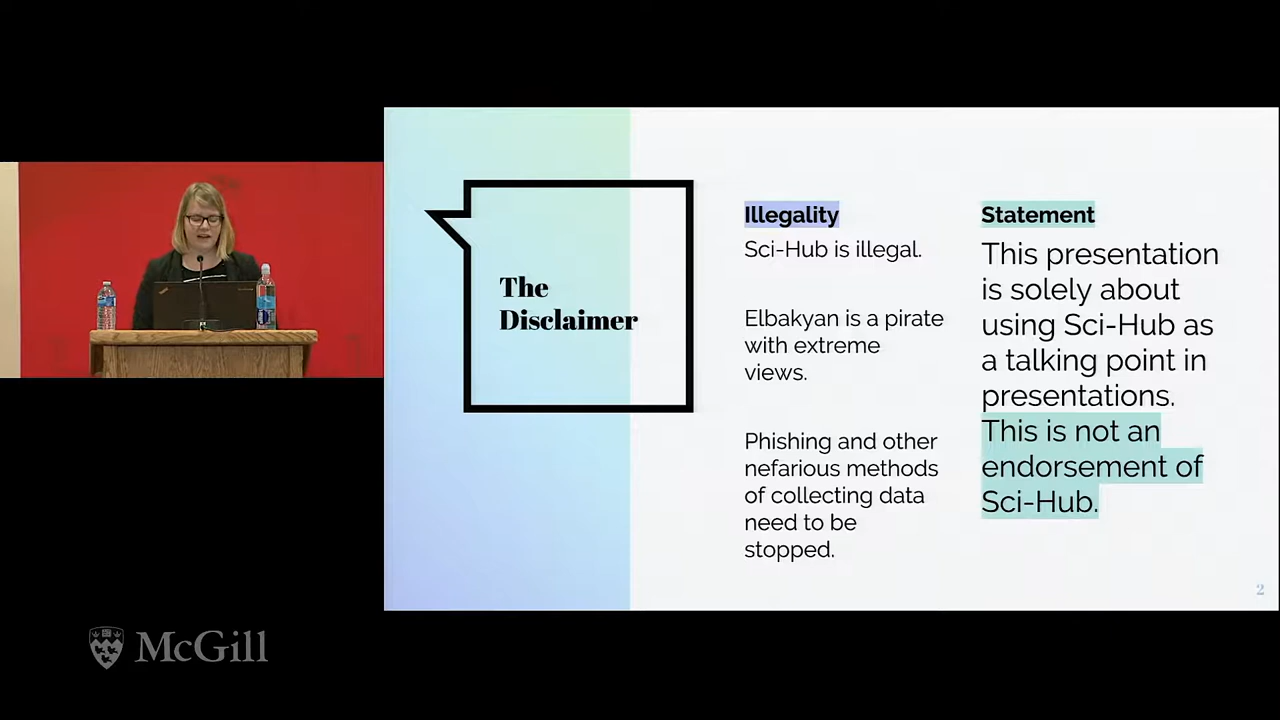 The
Disclaimer
Illegality
Sci-Hub is illegal.
Elbakyan is a pirate
with extreme
views.
Phishing and other
nefarious methods
of collecting data
need to be
stopped.
Statement
This presentation
is solely about
using Sci-Hub as
a talking point in
presentations.
This is not an
endorsement of
Sci-Hub.
2
McGill